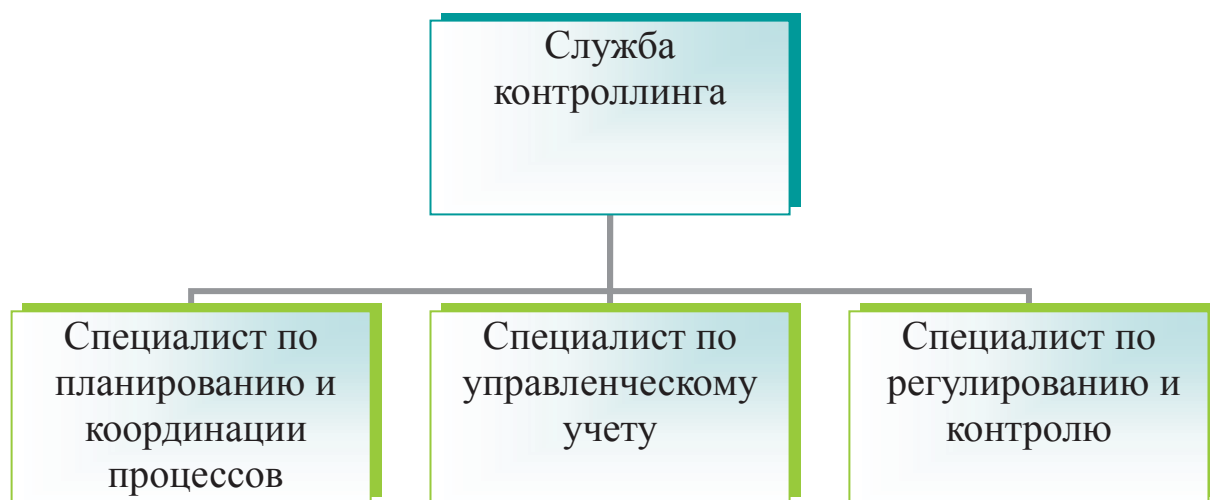 Служба
контроллинга
Специалист по
планированию и
координации
процессов
Специалист по
управленческому
учету
Специалист по
регулированию и
контролю